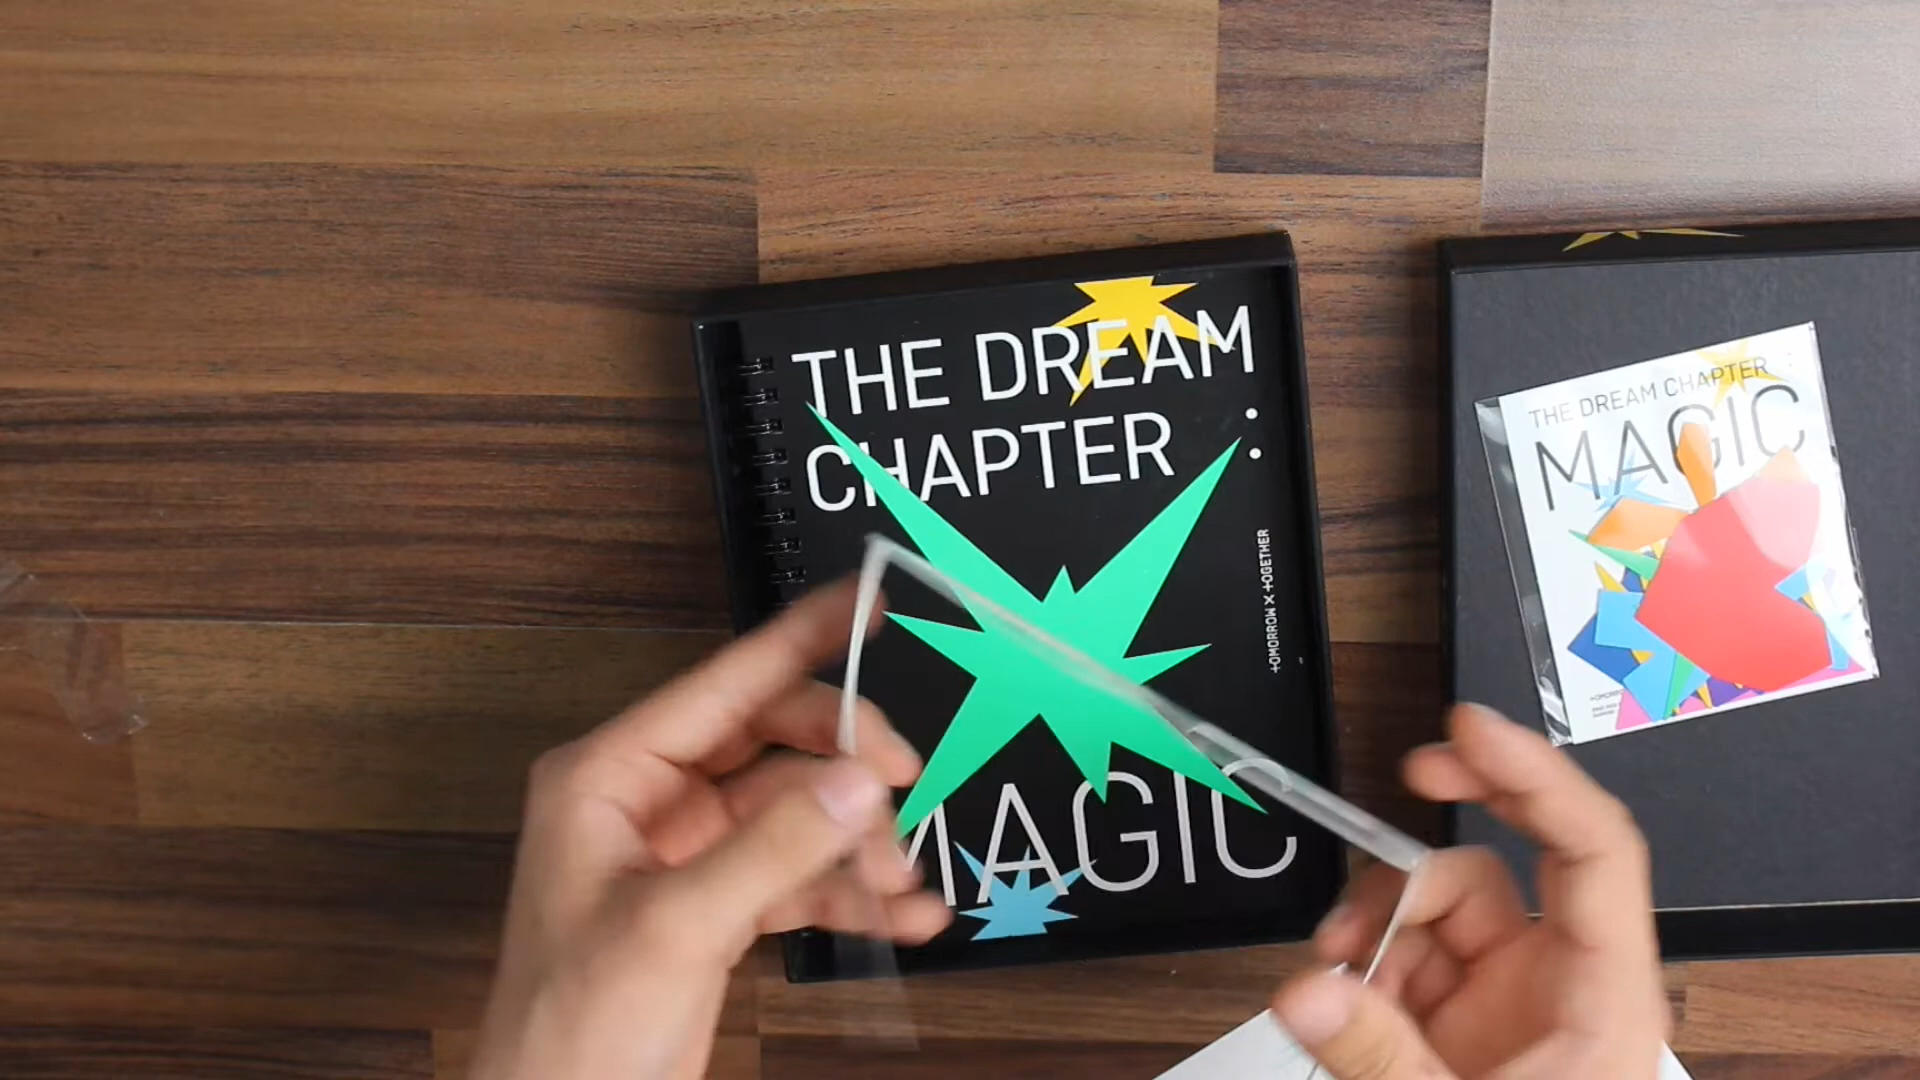 THE DREAM
CHAPTER :
MAGIC
TOMORROW X TOGETHER
THE DREAM CHAPTER :
MAGIC